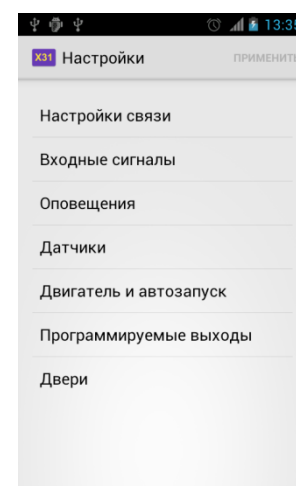 13:35
X31 Настройки ПРИМЕНИТЬ
Настройки связи
Входные сигналы
Оповещения
Датчики
Двигатель и автозапуск
Программируемые выходы
Двери